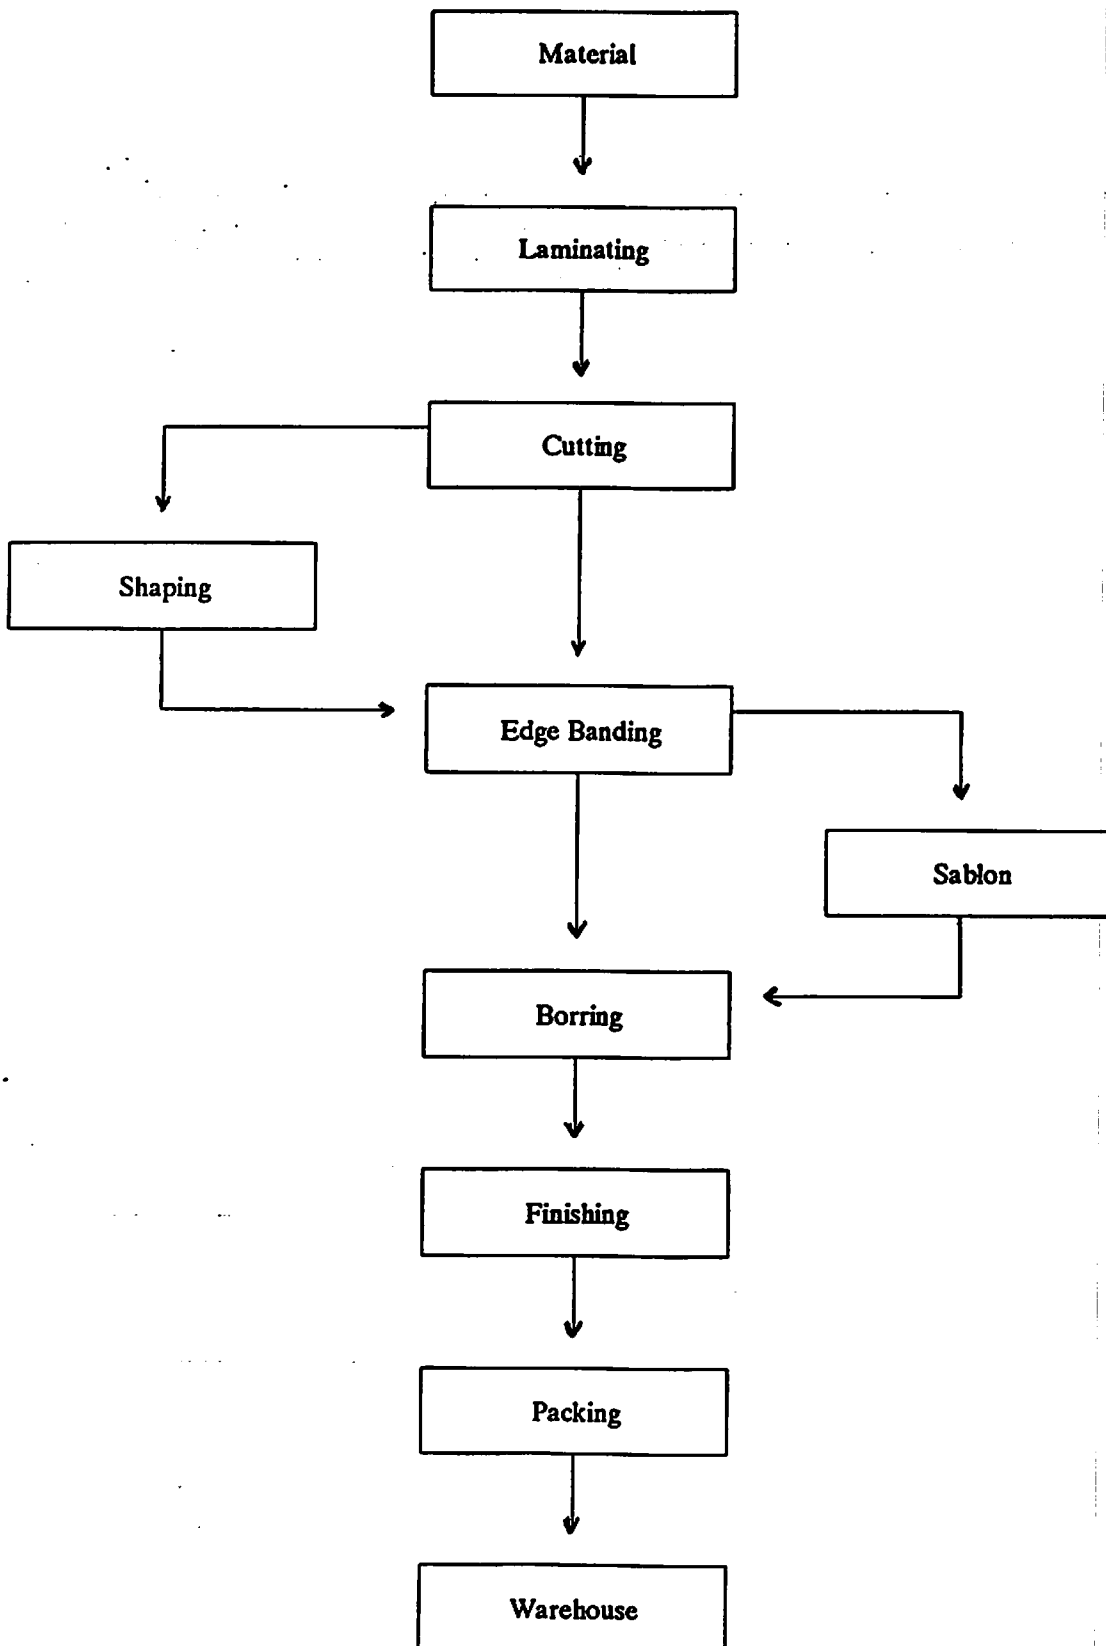 Material
Laminating
Cutting
Shaping
Edge Banding
Sablon
Borring
Finishing
Packing
Warehouse